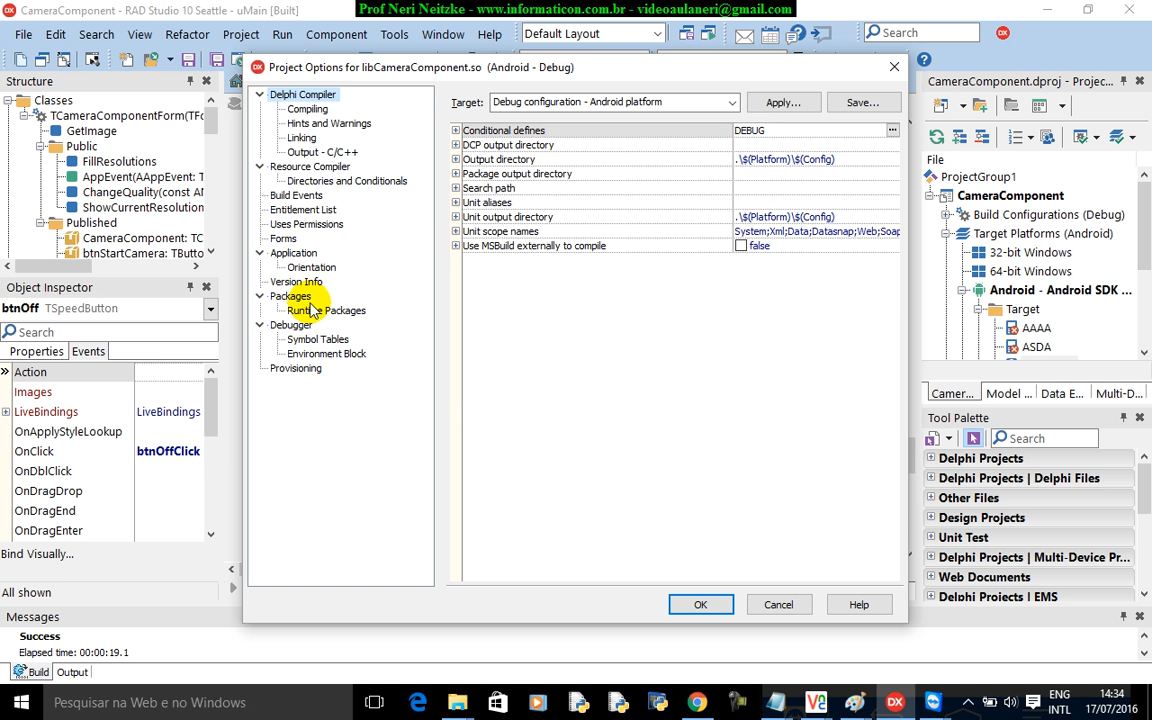 Prof Neri Neitzke - www.informaticon.com.br - videoaulaneri@gmail.com
CameraComponent - RAD Studio 10 Seattle - uMain [Built]
File Edit Search View Refactor Project Run Component Tools Window Help
Default Layout
Search
Structure
Classes
TCameraComponentForm(TFc
GetImage
Public
FillResolutions
AppEvent(AAppEvent: T
ChangeQuality(const AI
ShowCurrentResolution
Published
CameraComponent: TC
btnStartCamera: TButto
Object Inspector
btnOff TSpeedButton
Search
Properties Events
Action
Images
LiveBindings LiveBindings
OnApplyStyleLookup
OnClick btnOffClick
OnDblClick
OnDragDrop
OnDragEnd
OnDragEnter
Bind Visually...
All shown
Project Options for libCameraComponent.so (Android - Debug)
Delphi Compiler
Compiling
Hints and Warnings
Linking
Output - C/C++
Resource Compiler
Directories and Conditionals
Build Events
Entitlement List
Uses Permissions
Forms
Application
Orientation
Version Info
Packages
Runtime Packages
Debugger
Symbol Tables
Environment Block
Provisioning
Target: Debug configuration - Android platform Apply... Save...
Conditional defines DEBUG
DCP output directory
Output directory .\$(Platform)\$(Config)
Package output directory
Search path
Unit aliases
Unit output directory .\$(Platform)\$(Config)
Unit scope names System;Xml;Data;Datasnap;Web;Soap
Use MSBuild externally to compile false
OK Cancel Help
CameraComponent.dproj - Projec...
File
ProjectGroup1
CameraComponent
Build Configurations (Debug)
Target Platforms (Android)
32-bit Windows
64-bit Windows
Android - Android SDK ...
Target
AAAA
ASDA
Camer... Model ... Data E... Multi-D...
Tool Palette
Search
Delphi Projects
Delphi Projects | Delphi Files
Other Files
Design Projects
Unit Test
Delphi Projects | Multi-Device Pr...
Web Documents
Delphi Projects | EMS
Messages
Success
Elapsed time: 00:00:19.1
Build Output
Pesquisar na Web e no Windows
ENG
INTL
14:34
17/07/2016